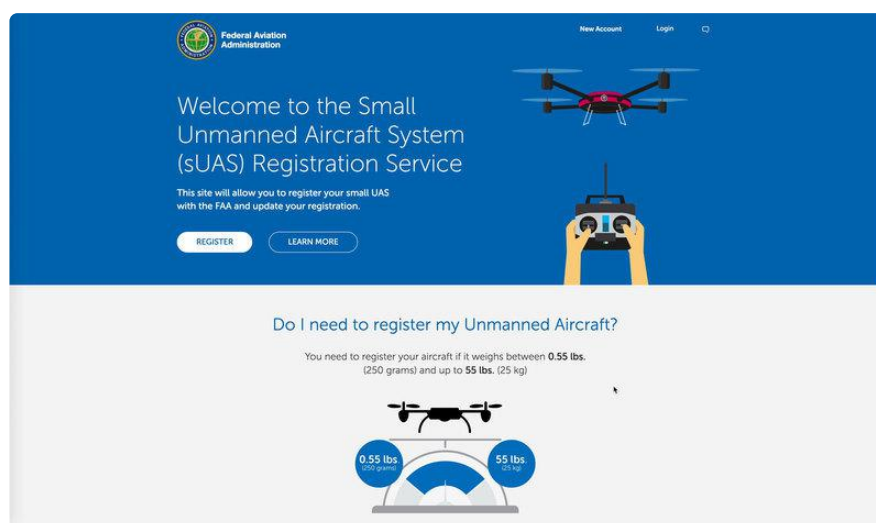 Federal Aviation
Administration
New Account
Login
Welcome to the Small
Unmanned Aircraft System
(sUAS) Registration Service
This site will allow you to register your small UAS
with the FAA and update your registration.
REGISTER
LEARN MORE
Do I need to register my Unmanned Aircraft?
You need to register your aircraft if it weighs between 0.55 lbs.
(250 grams) and up to 55 lbs. (25 kg)
0.55 lbs.
(250 grams)
55 lbs.
(25 kg)